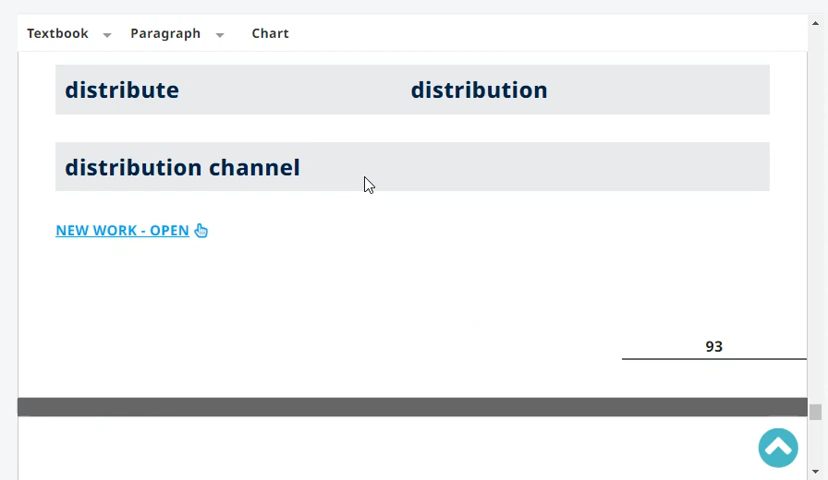 Textbook Paragraph Chart
distribute distribution
distribution channel
NEW WORK - OPEN
93